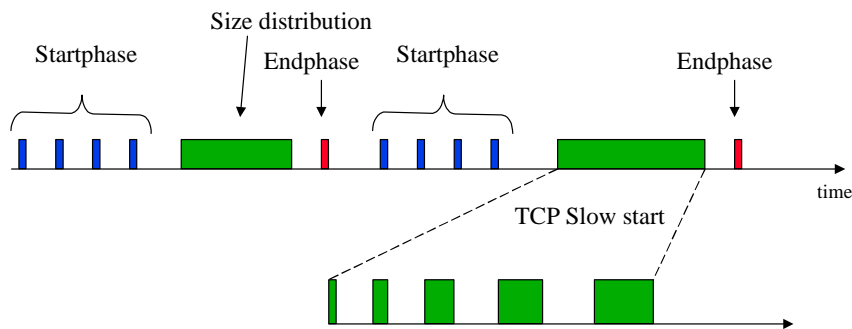 Size distribution
Startphase
Endphase
Startphase
Endphase
time
TCP Slow start